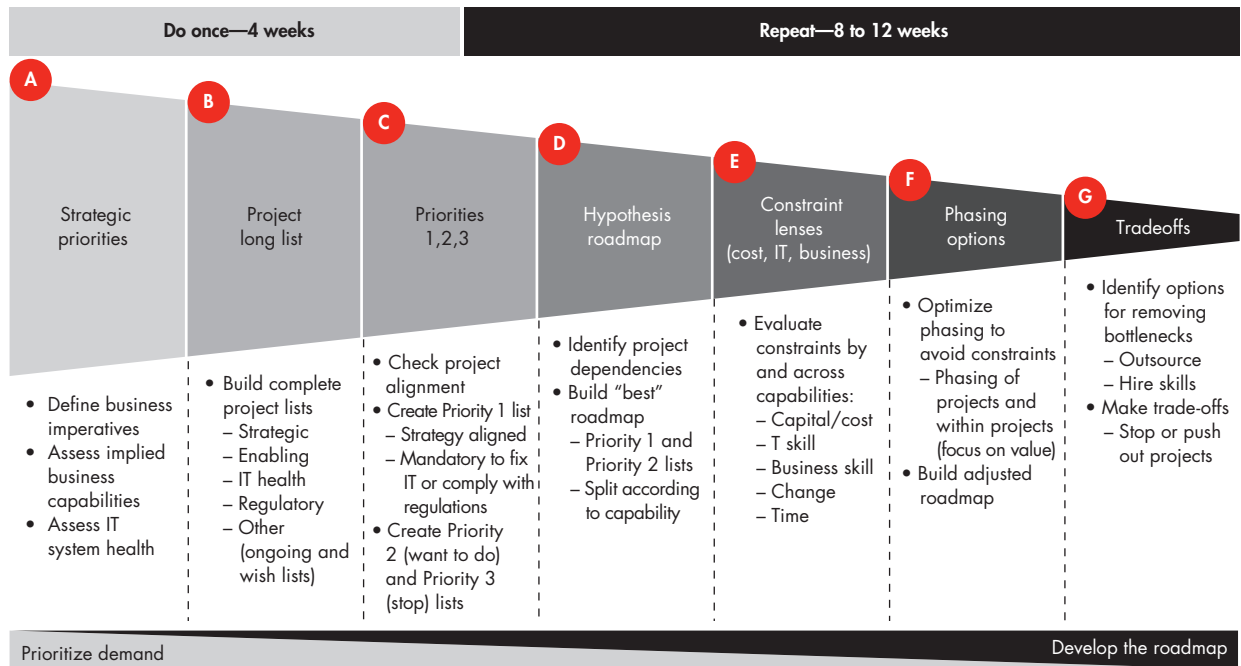 Do once—4 weeks
Repeat—8 to 12 weeks
A
Strategic
priorities
• Define business
imperatives
• Assess implied
business
capabilities
• Assess IT
system health
B
Project
long list
• Build complete
project lists
– Strategic
– Enabling
– IT health
– Regulatory
– Other
(ongoing and
wish lists)
C
Priorities
1,2,3
• Check project
alignment
• Create Priority 1 list
– Strategy aligned
– Mandatory to fix
IT or comply with
regulations
• Create Priority
2 (want to do)
and Priority 3
(stop) lists
D
Hypothesis
roadmap
• Identify project
dependencies
• Build “best”
roadmap
– Priority 1 and
Priority 2 lists
– Split according
to capability
E
Constraint
lenses
(cost, IT, business)
• Evaluate
constraints by
and across
capabilities:
– Capital/cost
– T skill
– Business skill
– Change
– Time
F
Phasing
options
• Optimize
phasing to
avoid constraints
– Phasing of
projects and
within projects
(focus on value)
• Build adjusted
roadmap
G
Tradeoffs
• Identify options
for removing
bottlenecks
– Outsource
– Hire skills
• Make trade-offs
– Stop or push
out projects
Prioritize demand
Develop the roadmap